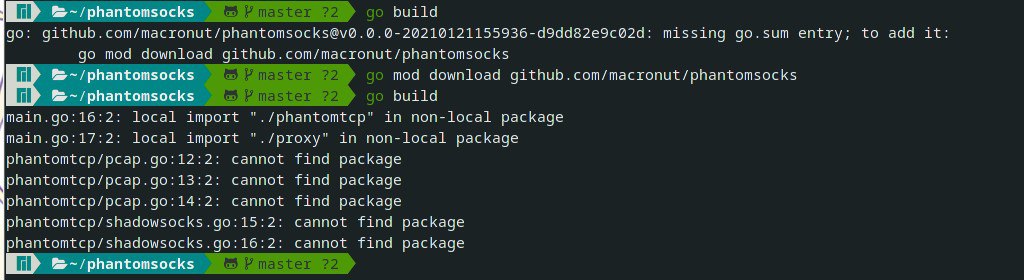 ~/phantomsocks master ?2 go build
go: github.com/macronut/phantomsocks@v0.0.0-20210121155936-d9dd82e9c02d: missing go.sum entry; to add it:
go mod download github.com/macronut/phantomsocks
~/phantomsocks master ?2 go mod download github.com/macronut/phantomsocks
~/phantomsocks master ?2 go build
main.go:16:2: local import "./phantomtcp" in non-local package
main.go:17:2: local import "./proxy" in non-local package
phantomtcp/pcap.go:12:2: cannot find package
phantomtcp/pcap.go:13:2: cannot find package
phantomtcp/pcap.go:14:2: cannot find package
phantomtcp/shadowsocks.go:15:2: cannot find package
phantomtcp/shadowsocks.go:16:2: cannot find package
~/phantomsocks master ?2